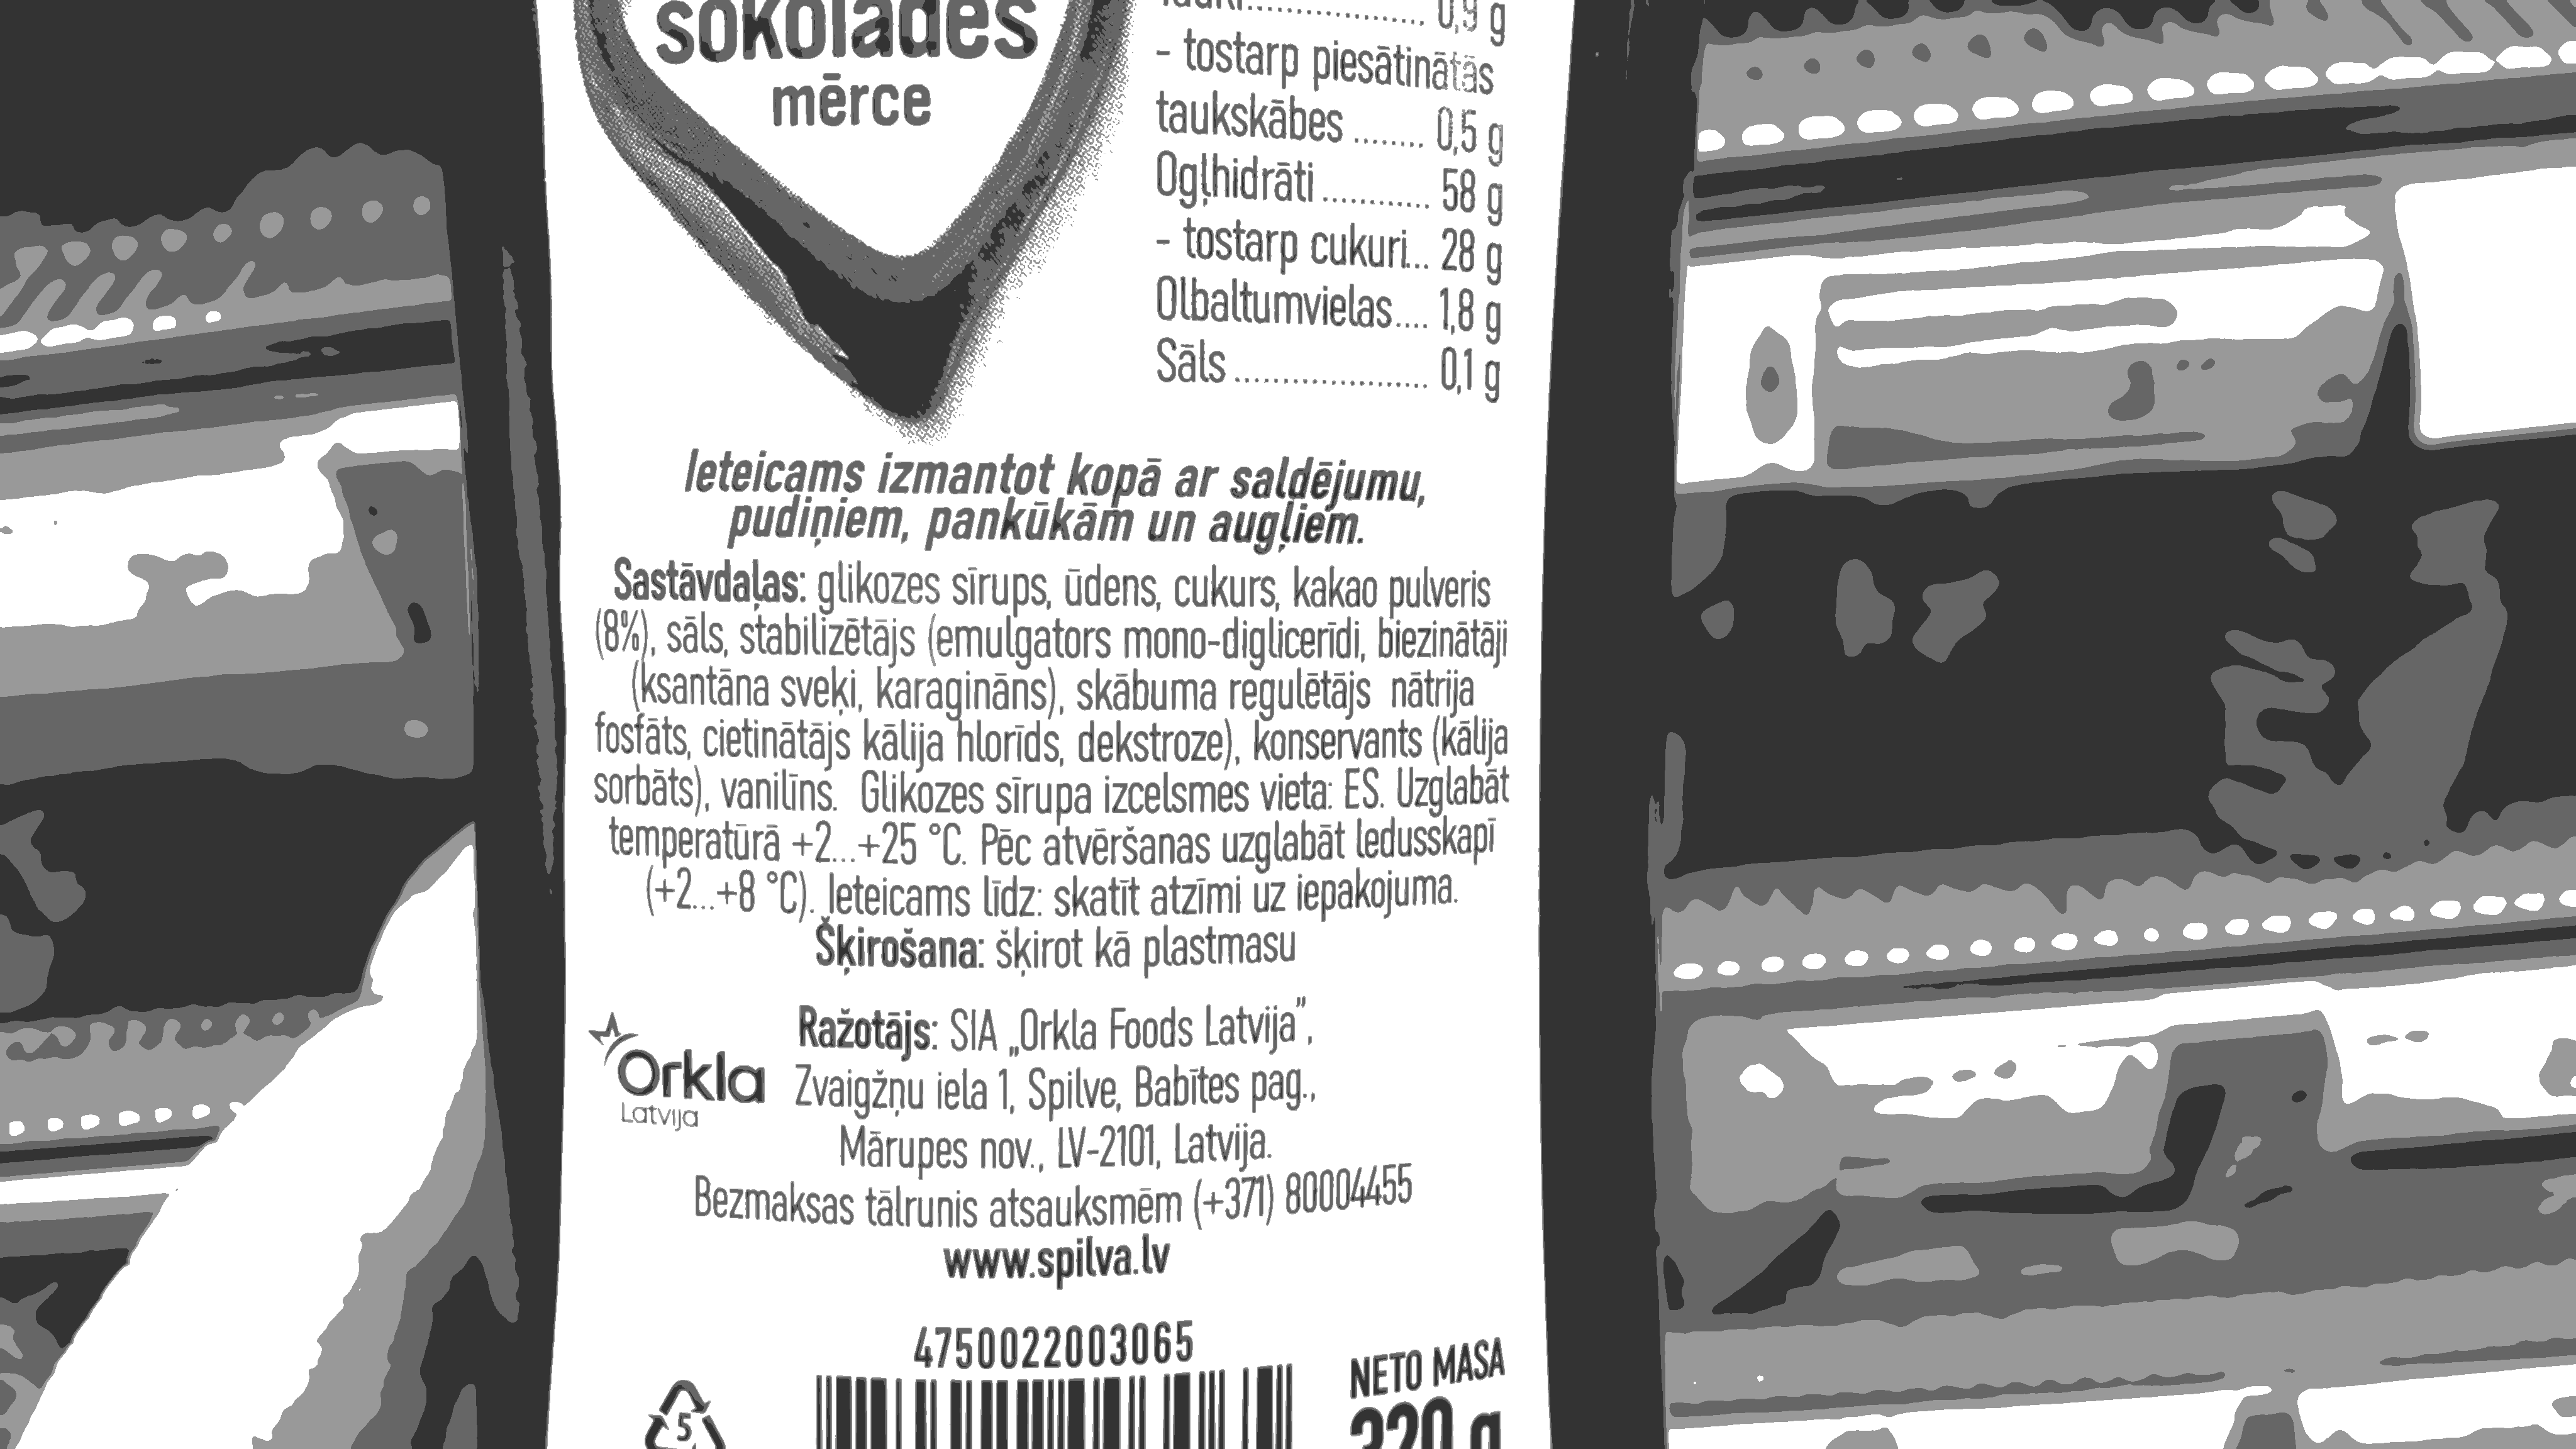 šokolādes
mērce
Tauki................... 0,9 g
- tostarp piesātinātās
taukskābes ........ 0,5 g
Ogļhidrāti ............ 58 g
- tostarp cukuri... 28 g
Olbaltumvielas.... 1,8 g
Sāls ..................... 0,1 g
Ieteicams izmantot kopā ar saldējumu,
pudiņiem, pankūkām un augļiem.
Sastāvdaļas: glikozes sīrups, ūdens, cukurs, kakao pulveris
(8%), sāls, stabilizētājs (emulgators mono-diglicerīdi, biezinātāji
(ksantāna sveķi, karagināns), skābuma regulētājs nātrija
fosfāts, cietinātājs kālija hlorīds, dekstroze), konservants (kālija
sorbāts), vanilīns. Glikozes sīrupa izcelsmes vieta: ES. Uzglabāt
temperatūrā +2...+25 °C. Pēc atvēršanas uzglabāt ledusskapī
(+2...+8 °C). Ieteicams līdz: skatīt atzīmi uz iepakojuma.
Šķirošana: šķirot kā plastmasu
Ražotājs: SIA „Orkla Foods Latvija",
Zvaigžņu iela 1, Spilve, Babītes pag.,
Mārupes nov., LV-2101, Latvija.
Orkla
Latvija
Bezmaksas tālrunis atsauksmēm (+371) 80004455
www.spilva.lv
4750022003065
5
NETO MASA
320 g